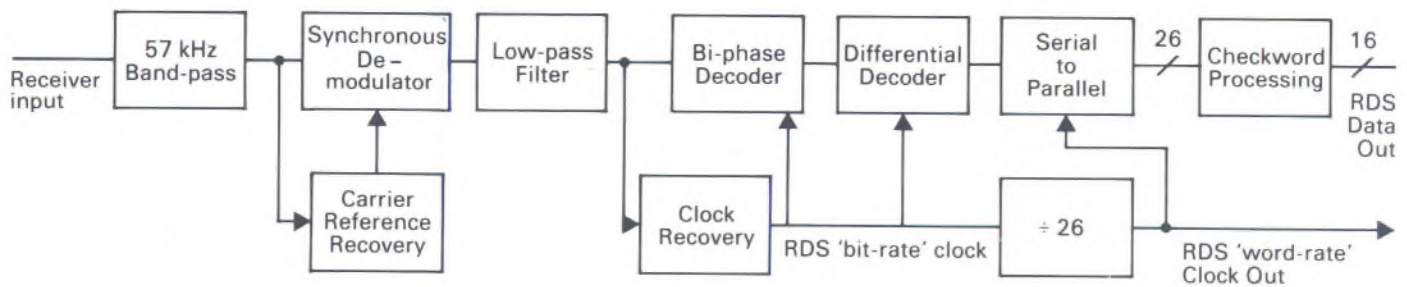 Receiver
input
57 kHz
Band-pass
Synchronous
De-
modulator
Low-pass
Filter
Bi-phase
Decoder
Differential
Decoder
Serial
to
Parallel
26
Checkword
Processing
16
RDS
Data
Out
Carrier
Reference
Recovery
Clock
Recovery
RDS 'bit-rate' clock
÷ 26
RDS 'word-rate'
Clock Out